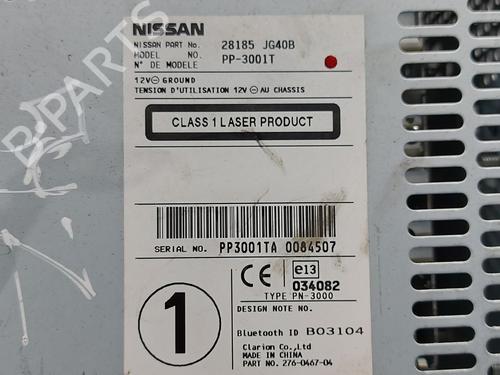 NISSAN
NISSAN PART No. 28185 JG40B
MODEL NO. PP-3001T
N° DE MODELE
12V⊖ GROUND
TENSION D'UTILISATION 12V⊖ AU CHASSIS
CLASS 1 LASER PRODUCT
SERIAL NO. PP3001TA 0084507
1
CE e13
034082
TYPE PN-3000
DESIGN NOTE NO.
Bluetooth ID B03104
Clarion Co.,Ltd
MADE IN CHINA
PART NO. 276-0467-04